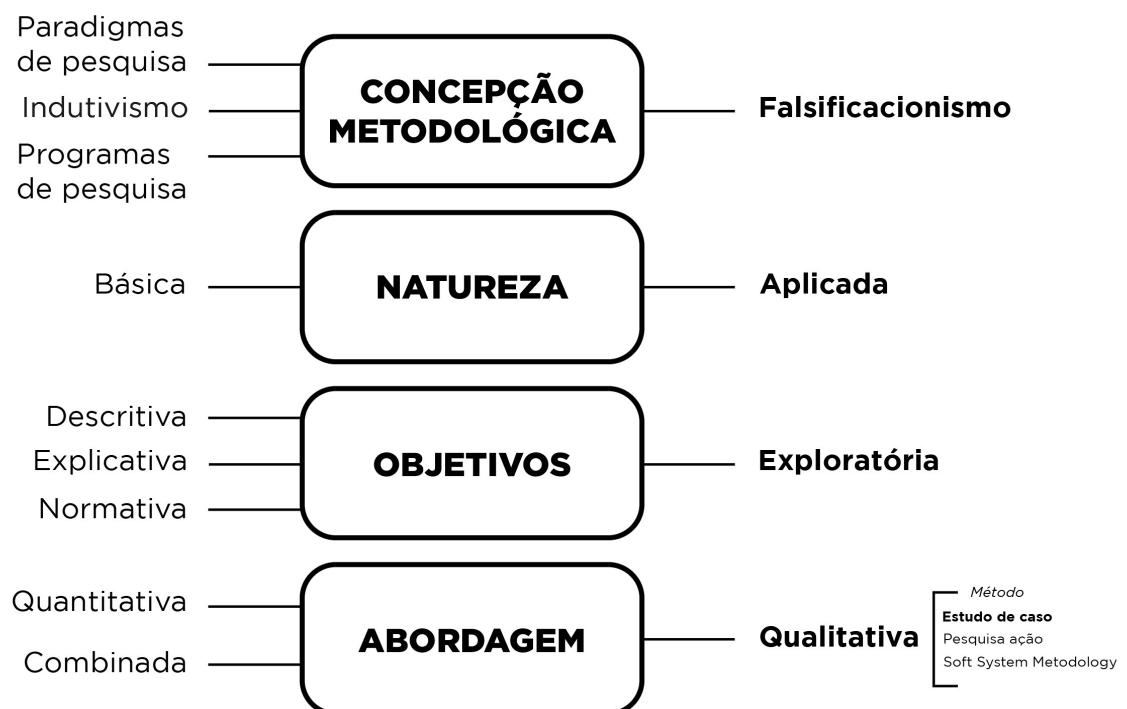 Paradigmas
de pesquisa
Indutivismo
Programas
de pesquisa
CONCEPÇÃO
METODOLÓGICA
Falsificacionismo
Básica
NATUREZA
Aplicada
Descritiva
Explicativa
Normativa
OBJETIVOS
Exploratória
Quantitativa
Combinada
ABORDAGEM
Qualitativa
Método
Estudo de caso
Pesquisa ação
Soft System Metodology